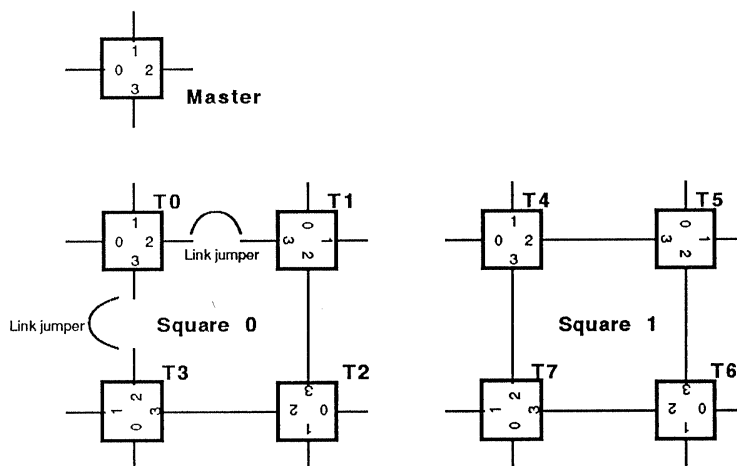 1
0 2
3
Master
T0 T1 T4 T5
1 0 1 0
0 2 3 1 0 2 3 1
3 2 3 2
Link jumper
Link jumper
Square 0 Square 1
T3 T2 T7 T6
2 3 2 3
1 3 2 0 1 3 2 0
0 1 0 1